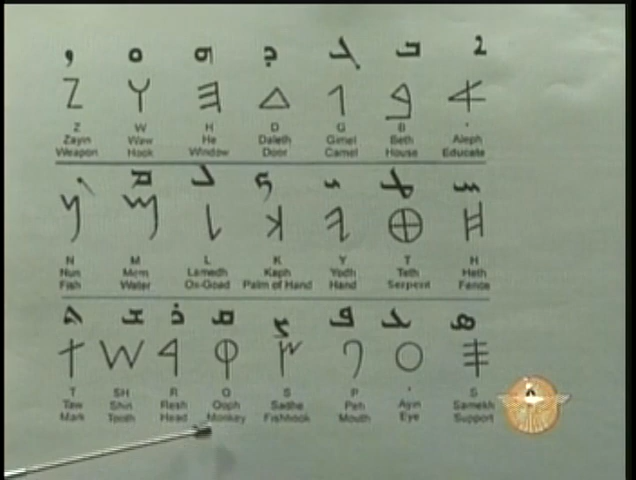 ܐ ܒ ܓ ܕ ܗ ܘ ܙ
𐤀 𐤁 𐤂 𐤃 𐤄 𐤅 𐤆
Z W H D G B '
Zayin Waw He Daleth Gimel Beth Aleph
Weapon Hook Window Door Camel House Educate
ܚ ܛ ܝ ܟ ܠ ܡ ܢ
𐤇 𐤈 𐤉 𐤊 𐤋 𐤌 𐤍
N M L K Y T H
Nun Mem Lamedh Kaph Yodh Teth Heth
Fish Water Ox-Goad Palm of Hand Hand Serpent Fence
ܣ ܥ ܦ ܨ ܩ ܪ ܫ ܬ
𐤎 𐤏 𐤐 𐤑 𐤒 𐤓 𐤔 𐤕
T SH R Q S P ' S
Taw Shin Resh Qoph Sadhe Peh Ayin Samekh
Mark Tooth Head Monkey Fishhook Mouth Eye Support